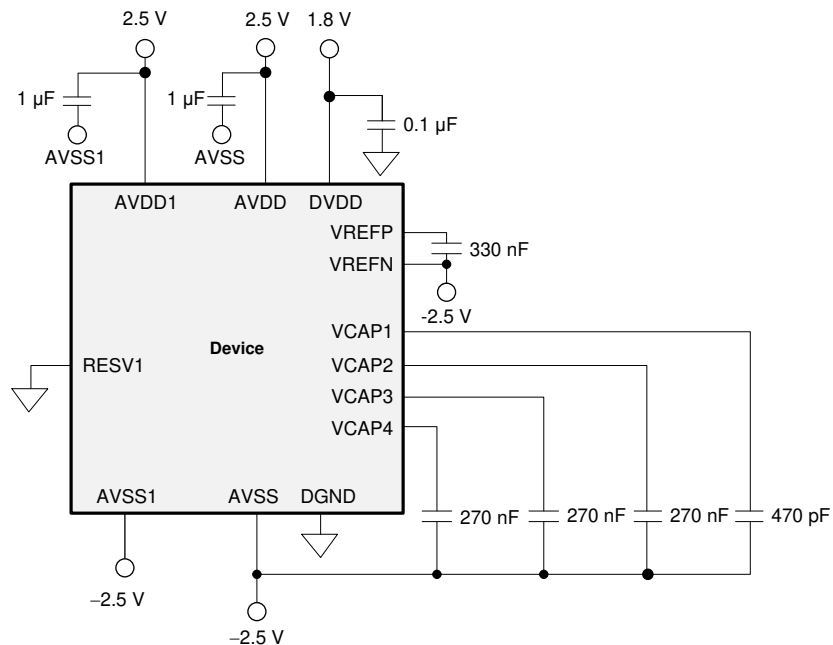 2.5 V
2.5 V
1.8 V
1 µF
1 µF
0.1 µF
AVSS1
AVSS
AVDD1
AVDD
DVDD
VREFP
330 nF
VREFN
-2.5 V
VCAP1
Device
RESV1
VCAP2
VCAP3
VCAP4
AVSS1
AVSS
DGND
270 nF
270 nF
270 nF
470 pF
–2.5 V
–2.5 V